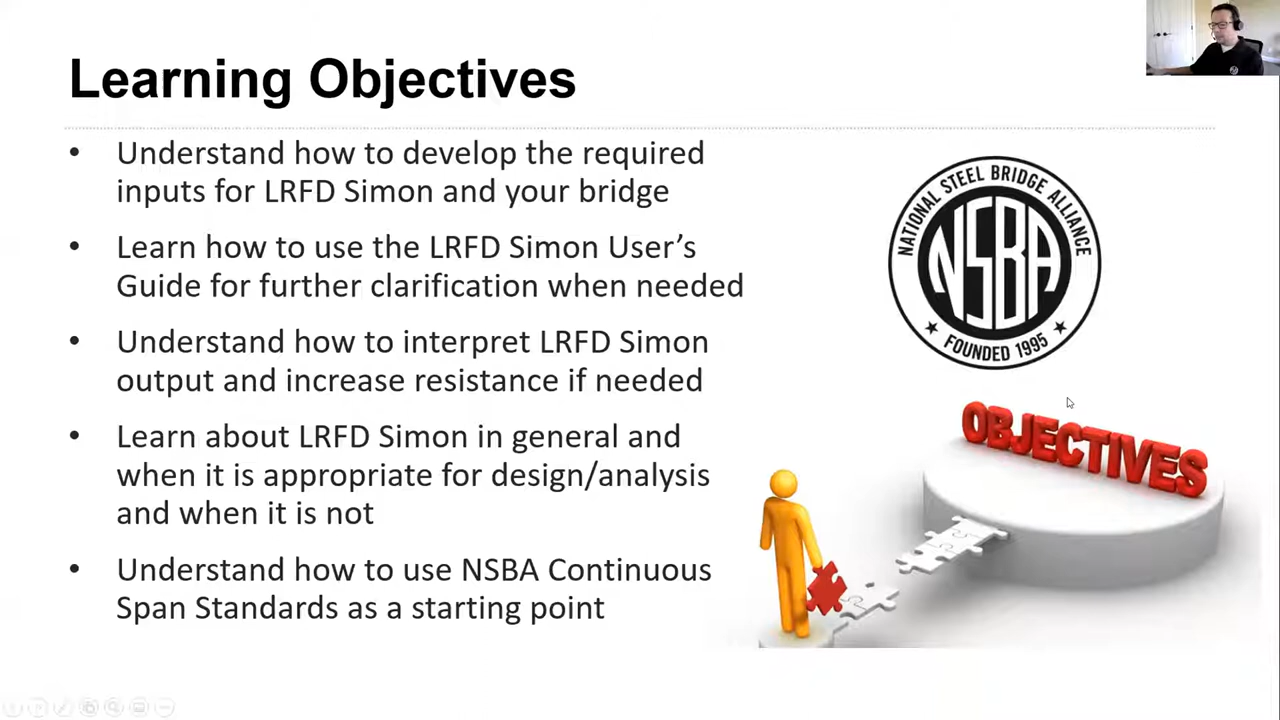 Learning Objectives
• Understand how to develop the required
inputs for LRFD Simon and your bridge
• Learn how to use the LRFD Simon User’s
Guide for further clarification when needed
• Understand how to interpret LRFD Simon
output and increase resistance if needed
• Learn about LRFD Simon in general and
when it is appropriate for design/analysis
and when it is not
• Understand how to use NSBA Continuous
Span Standards as a starting point
NATIONAL STEEL BRIDGE ALLIANCE
NSBA
FOUNDED 1995
OBJECTIVES